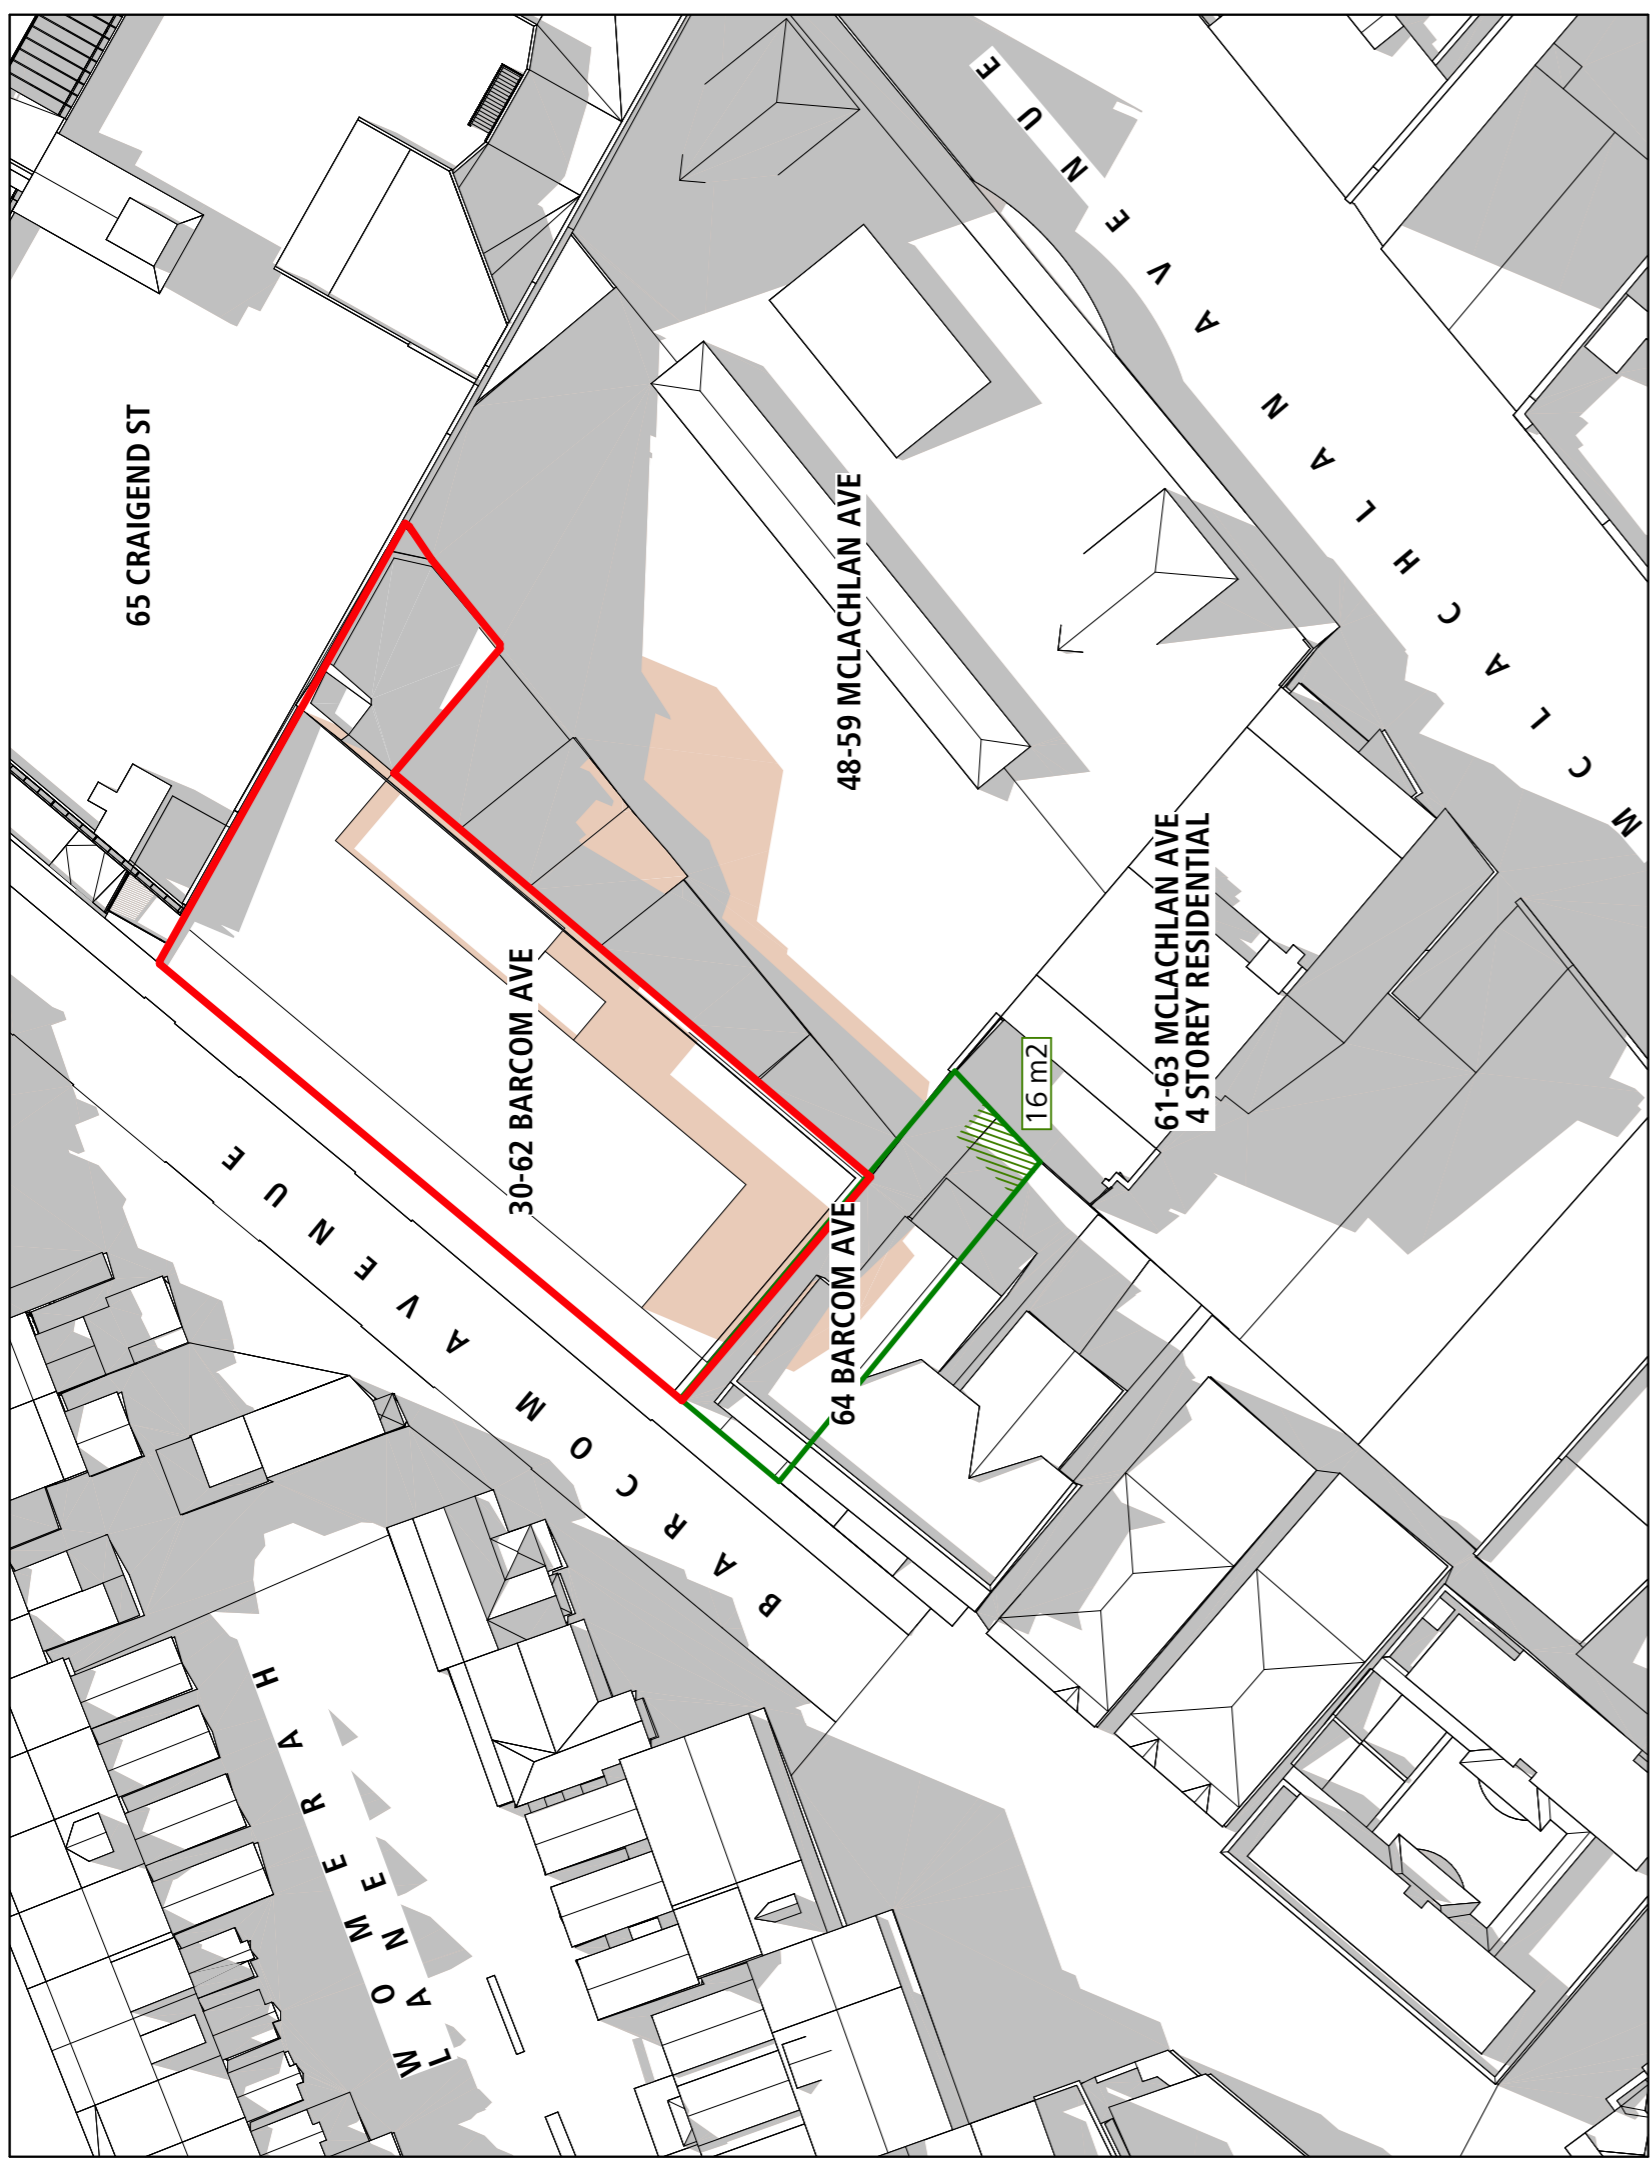 65 CRAIGEND ST
48-59 MCLACHLAN AVE
30-62 BARCOM AVE
61-63 MCLACHLAN AVE
4 STOREY RESIDENTIAL
16 m2
64 BARCOM AVE
MCLACHLAN AVENUE
BARCOM AVENUE
WOMERAH
LANE